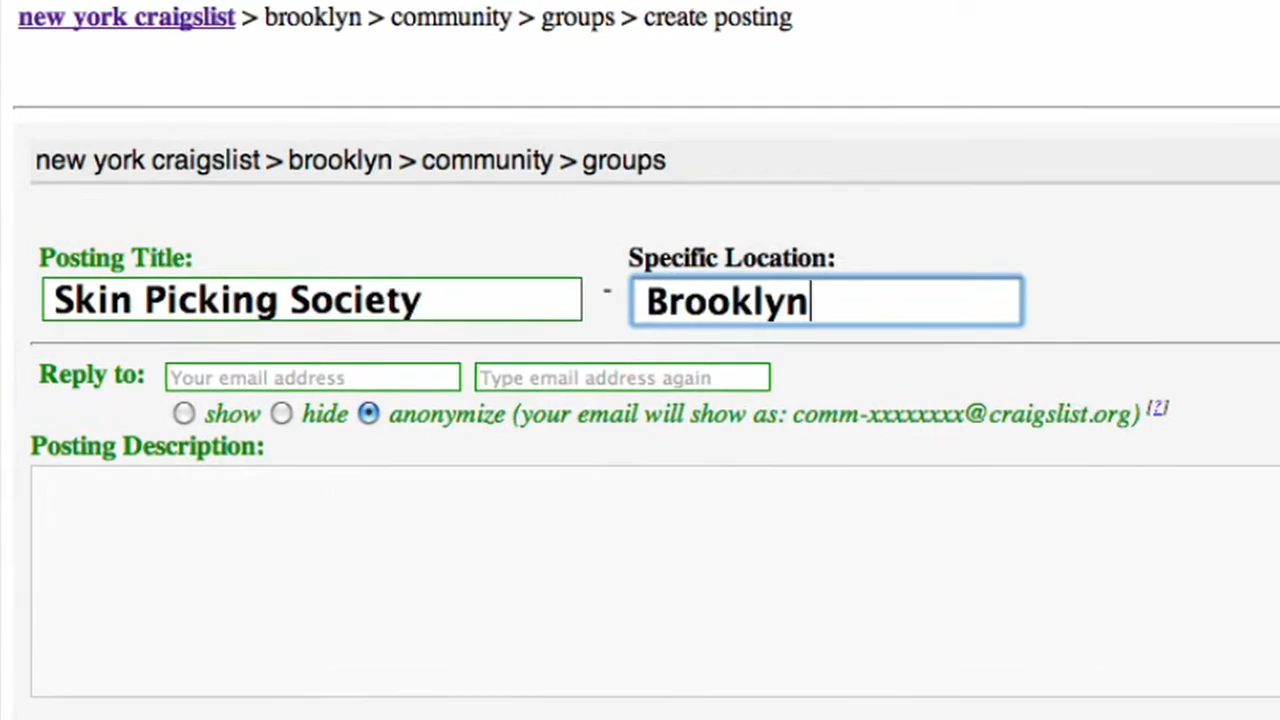 new york craigslist > brooklyn > community > groups > create posting
new york craigslist > brooklyn > community > groups
Posting Title: Specific Location:
Skin Picking Society - Brooklyn
Reply to: Your email address Type email address again
show hide anonymize (your email will show as: comm-xxxxxxxx@craigslist.org) [?]
Posting Description: